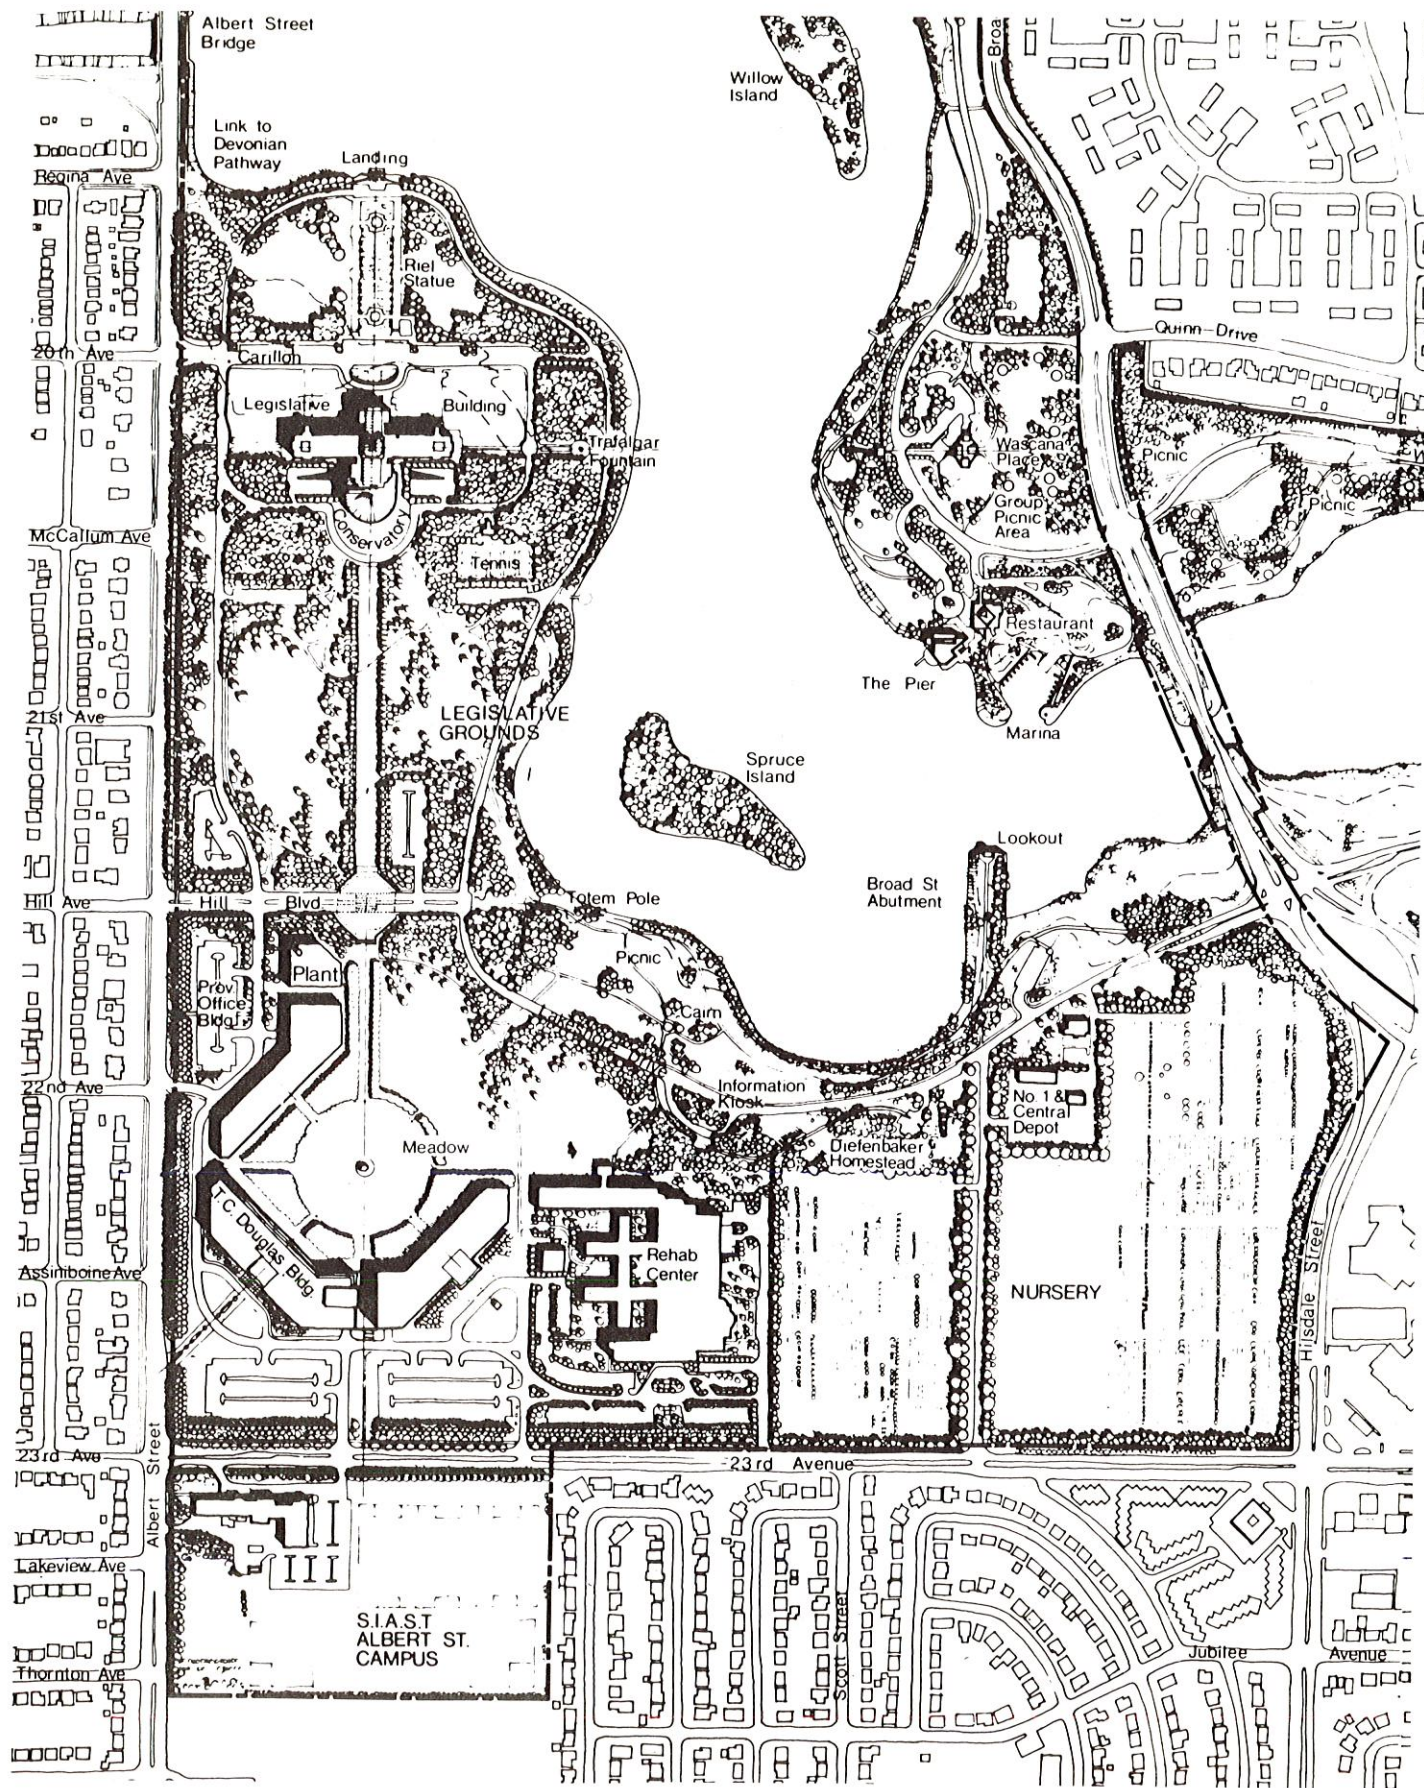 Albert Street
Bridge
Willow
Island
Broa
Link to
Devonian
Pathway
Landing
Regina Ave
Riel
Statue
Quinn Drive
20th Ave
Carillon
Legislative
Building
Trafalgar
Fountain
Wascana
Place
Picnic
W
Group
Picnic
Area
Picnic
McCallum Ave
Conservatory
Tennis
Restaurant
The Pier
Marina
21st Ave
LEGISLATIVE
GROUNDS
Spruce
Island
Lookout
Broad St
Abutment
Hill Ave
Hill Blvd
Totem Pole
Picnic
Plant
Prov
Office
Bldg
Cairn
22nd Ave
Information
Kiosk
No. 1 &
Central
Depot
Meadow
Diefenbaker
Homestead
T.C. Douglas Bldg.
Rehab
Center
Assiniboine Ave
NURSERY
Hillsdale Street
Albert Street
23rd Ave
23rd Avenue
Lakeview Ave
S.I.A.S.T
ALBERT ST.
CAMPUS
Scott Street
Jubilee Avenue
Thornton Ave